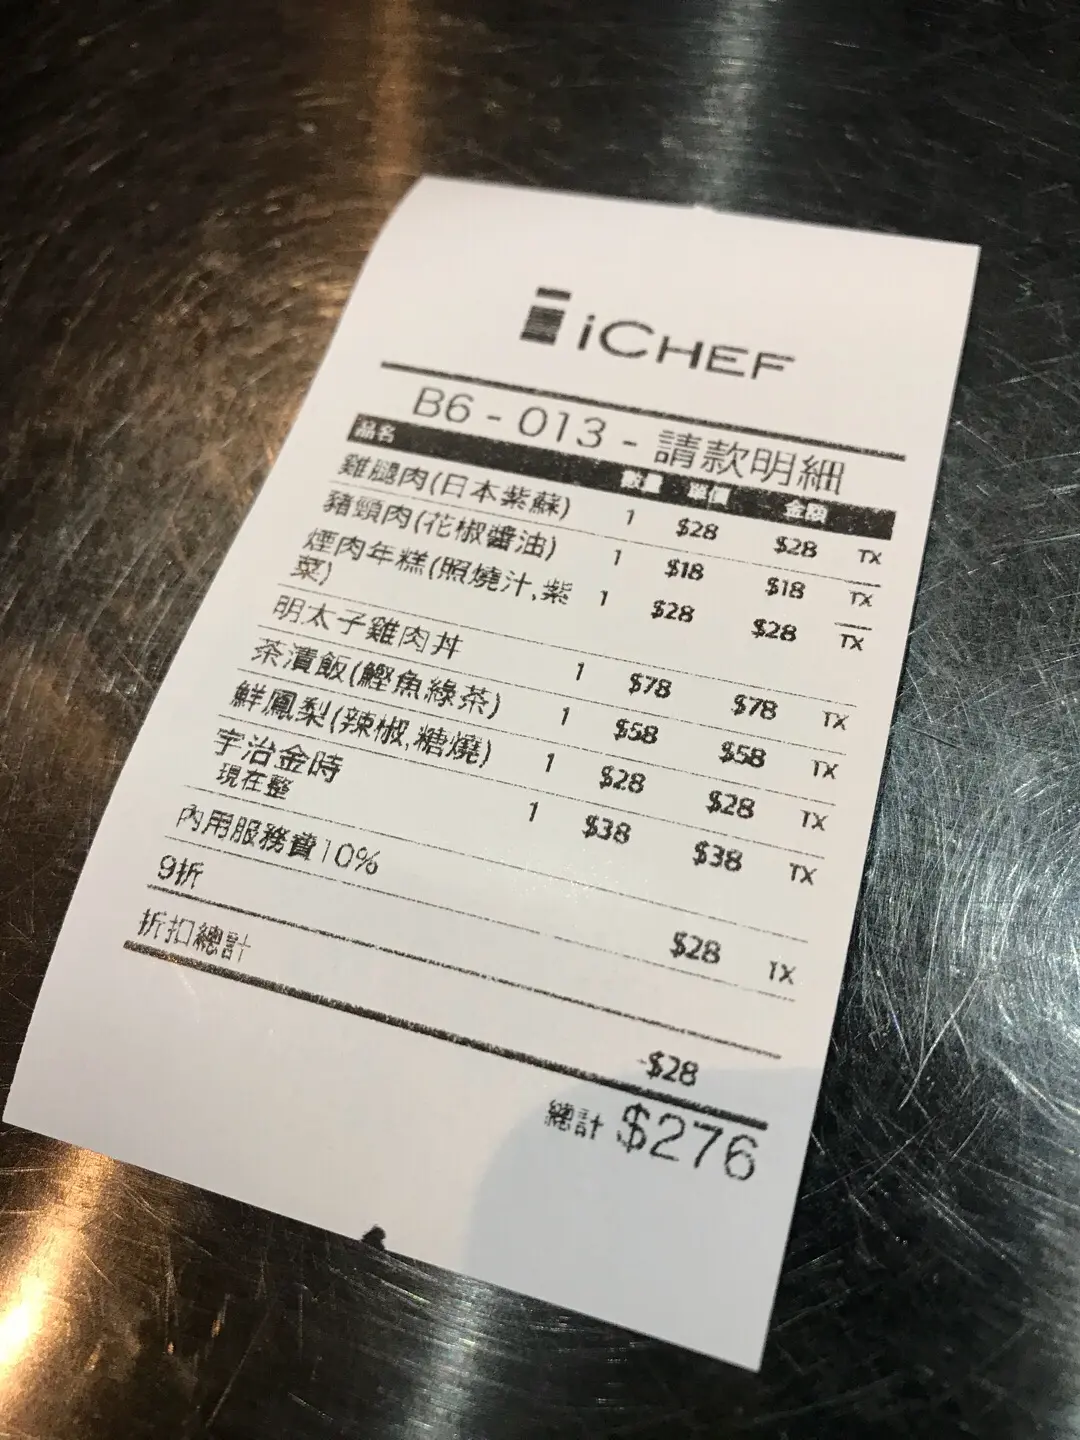 iCHEF
B6 - 013 - 請款明細
品名 數量 單價 金額
雞腿肉(日本紫蘇) 1 $28 $28 TX
豬頸肉(花椒醬油) 1 $18 $18 TX
煙肉年糕(照燒汁,紫菜) 1 $28 $28 TX
明太子雞肉丼 1 $78 $78 TX
茶漬飯(鰹魚綠茶) 1 $58 $58 TX
鮮鳳梨(辣椒,糖燒) 1 $28 $28 TX
宇治金時 1 $38 $38 TX
現在整
內用服務費10% $28 TX
9折
折扣總計 -$28
總計 $276